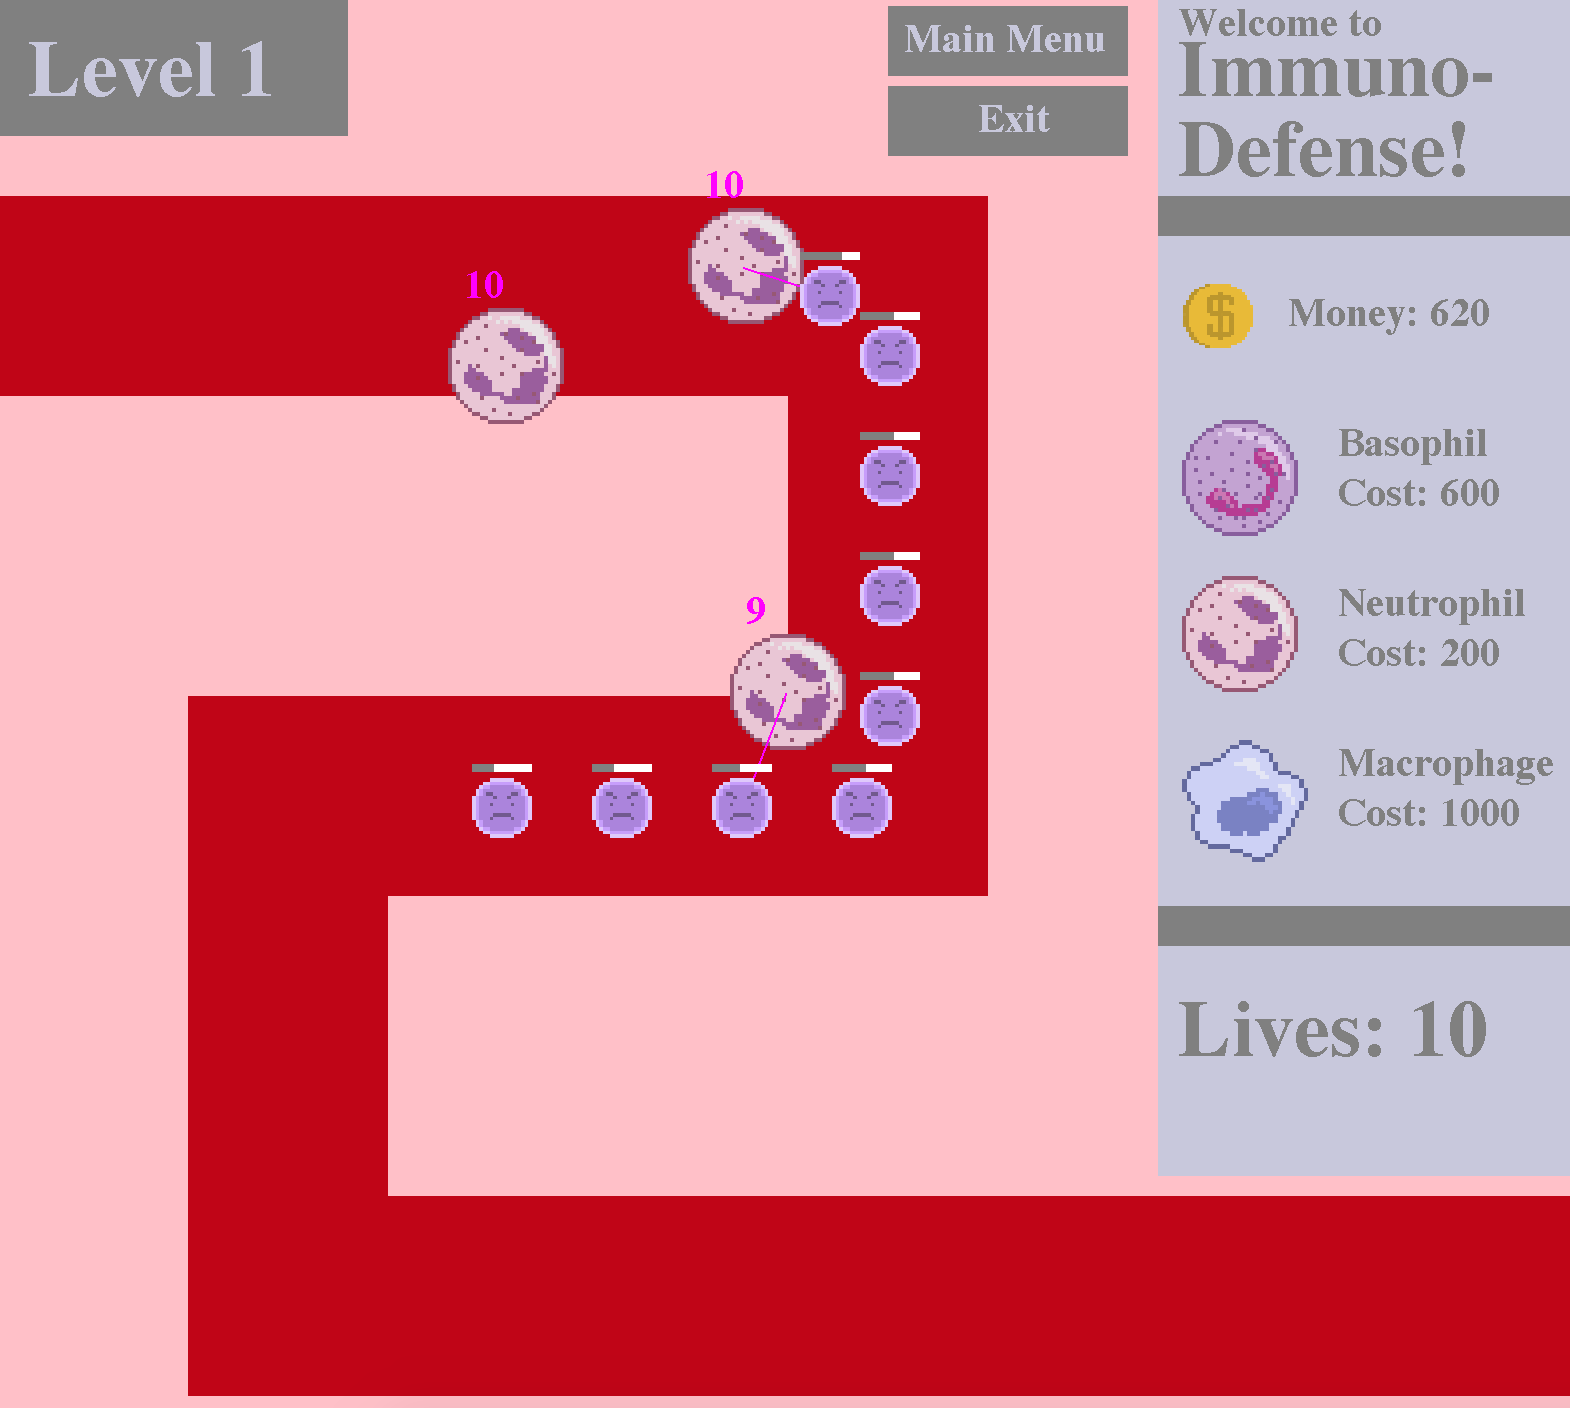 Level 1
Main Menu
Exit
Welcome to
Immuno-
Defense!
10
10
9
Money: 620
Basophil
Cost: 600
Neutrophil
Cost: 200
Macrophage
Cost: 1000
Lives: 10